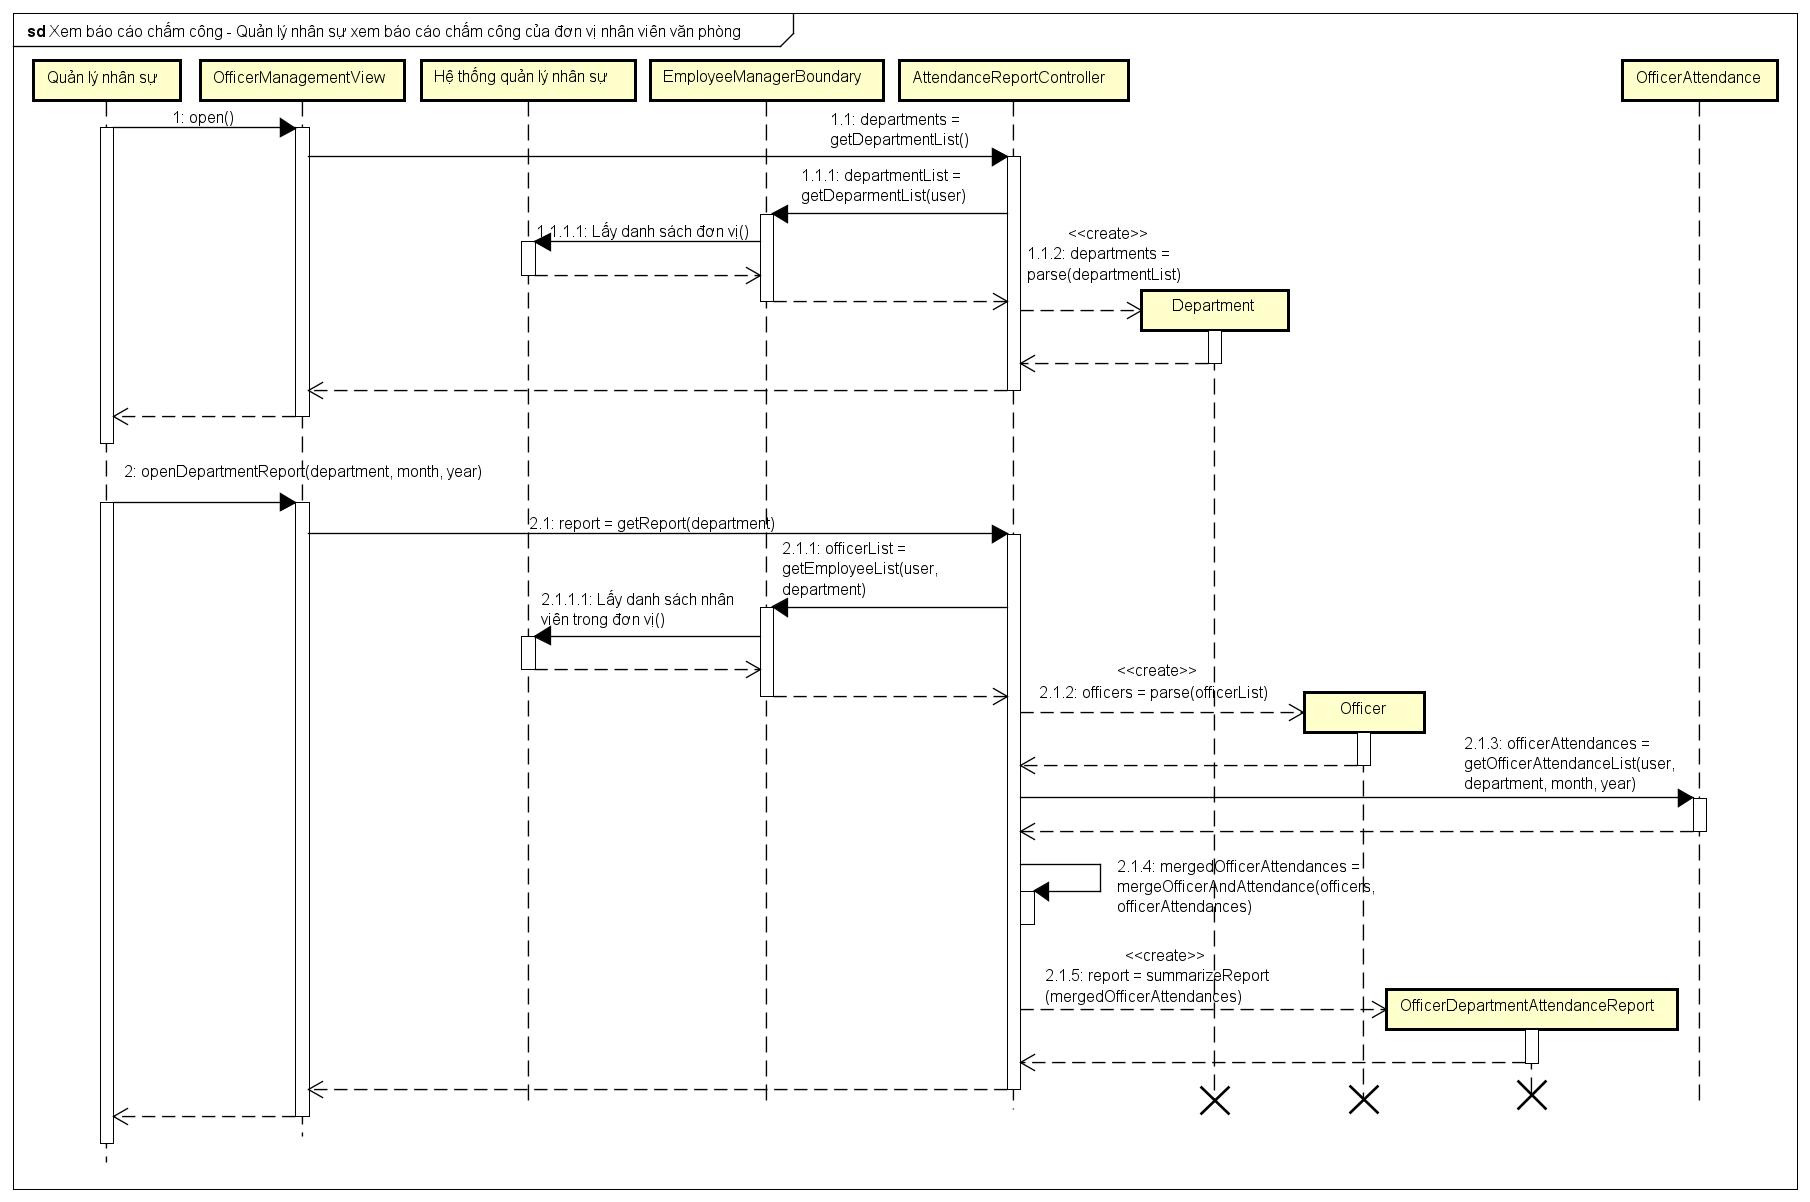 sd Xem báo cáo chấm công - Quản lý nhân sự xem báo cáo chấm công của đơn vị nhân viên văn phòng
Quản lý nhân sự
OfficerManagementView
Hệ thống quản lý nhân sự
EmployeeManagerBoundary
AttendanceReportController
OfficerAttendance
1: open()
1.1: departments =
getDepartmentList()
1.1.1: departmentList =
getDeparmentList(user)
1.1.1.1: Lấy danh sách đơn vị()
<<create>>
1.1.2: departments =
parse(departmentList)
Department
2: openDepartmentReport(department, month, year)
2.1: report = getReport(department)
2.1.1: officerList =
getEmployeeList(user,
department)
2.1.1.1: Lấy danh sách nhân
viên trong đơn vị()
<<create>>
2.1.2: officers = parse(officerList)
Officer
2.1.3: officerAttendances =
getOfficerAttendanceList(user,
department, month, year)
2.1.4: mergedOfficerAttendances =
mergeOfficerAndAttendance(officers,
officerAttendances)
<<create>>
2.1.5: report = summarizeReport
(mergedOfficerAttendances)
OfficerDepartmentAttendanceReport